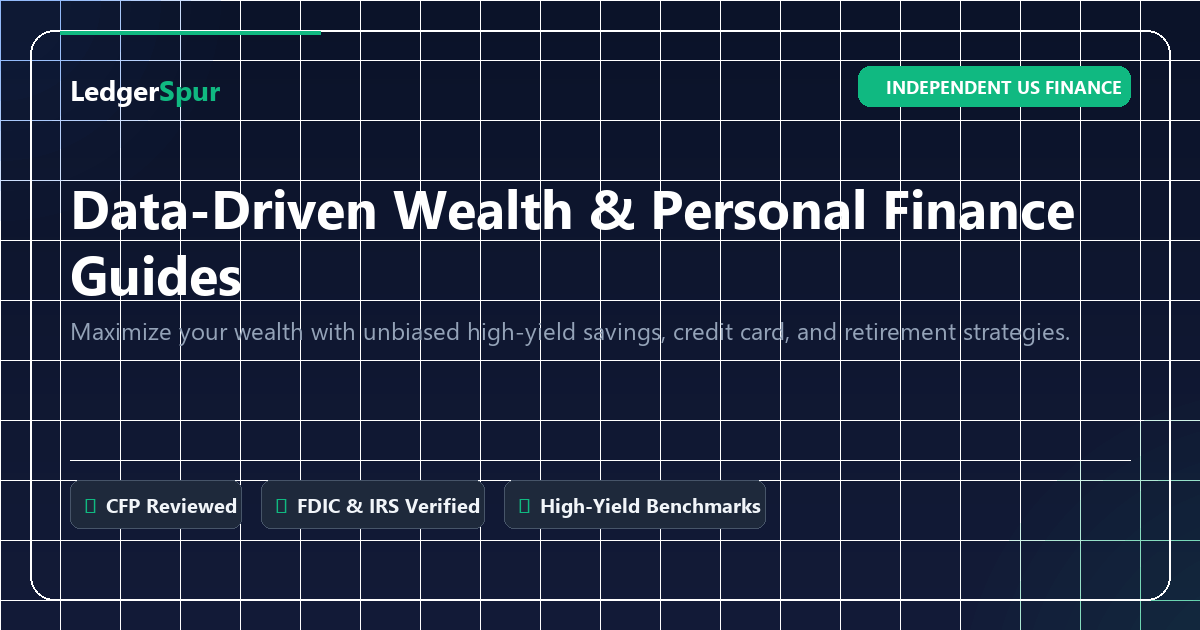 LedgerSpur
INDEPENDENT US FINANCE
Data-Driven Wealth & Personal Finance
Guides
Maximize your wealth with unbiased high-yield savings, credit card, and retirement strategies.
CFP Reviewed
FDIC & IRS Verified
High-Yield Benchmarks